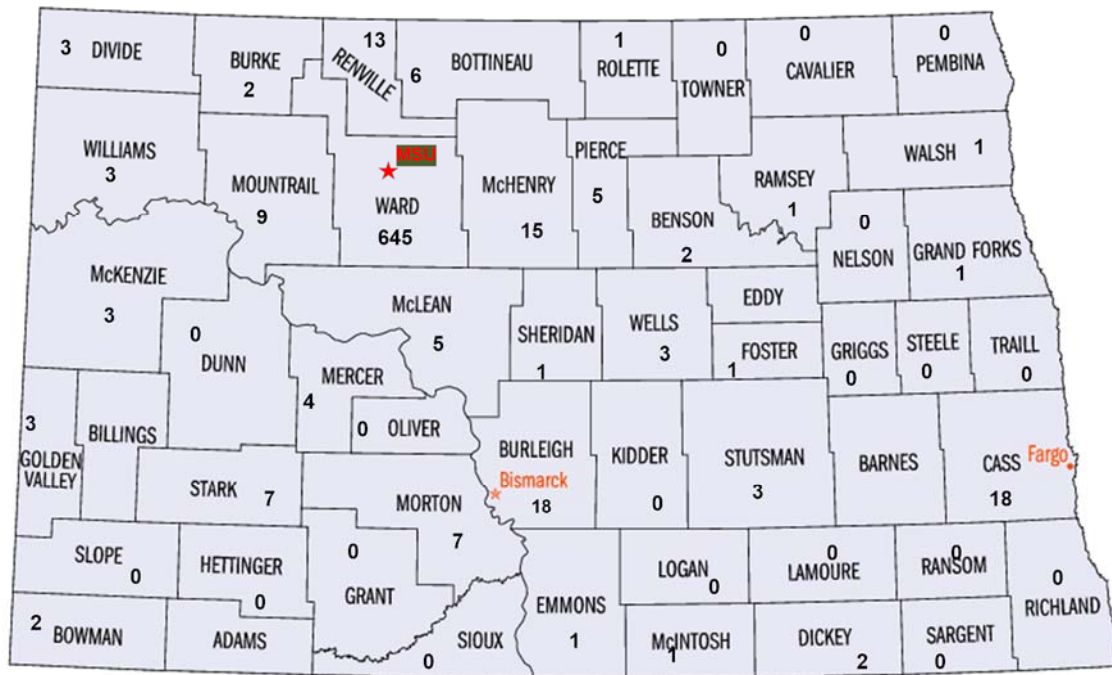 3 DIVIDE
BURKE
2
13
RENVILLE
6
BOTTINEAU
1
ROLETTE
0
TOWNER
0
CAVALIER
0
PEMBINA
WILLIAMS
3
MOUNTRAIL
9
MSU
WARD
645
McHENRY
15
PIERCE
5
BENSON
2
RAMSEY
1
WALSH 1
0
NELSON
GRAND FORKS
1
McKENZIE
3
0
DUNN
McLEAN
5
SHERIDAN
1
WELLS
3
EDDY
FOSTER
1
GRIGGS
0
STEELE
0
TRAILL
0
MERCER
4
0 OLIVER
3
GOLDEN
VALLEY
BILLINGS
STARK
7
MORTON
7
BURLEIGH
Bismarck
18
KIDDER
0
STUTSMAN
3
BARNES
CASS
Fargo
18
SLOPE
0
HETTINGER
0
0
GRANT
2
BOWMAN
ADAMS
SIOUX
0
EMMONS
1
LOGAN
0
McINTOSH
1
0
LAMOURE
DICKEY
2
0
RANSOM
SARGENT
0
0
RICHLAND